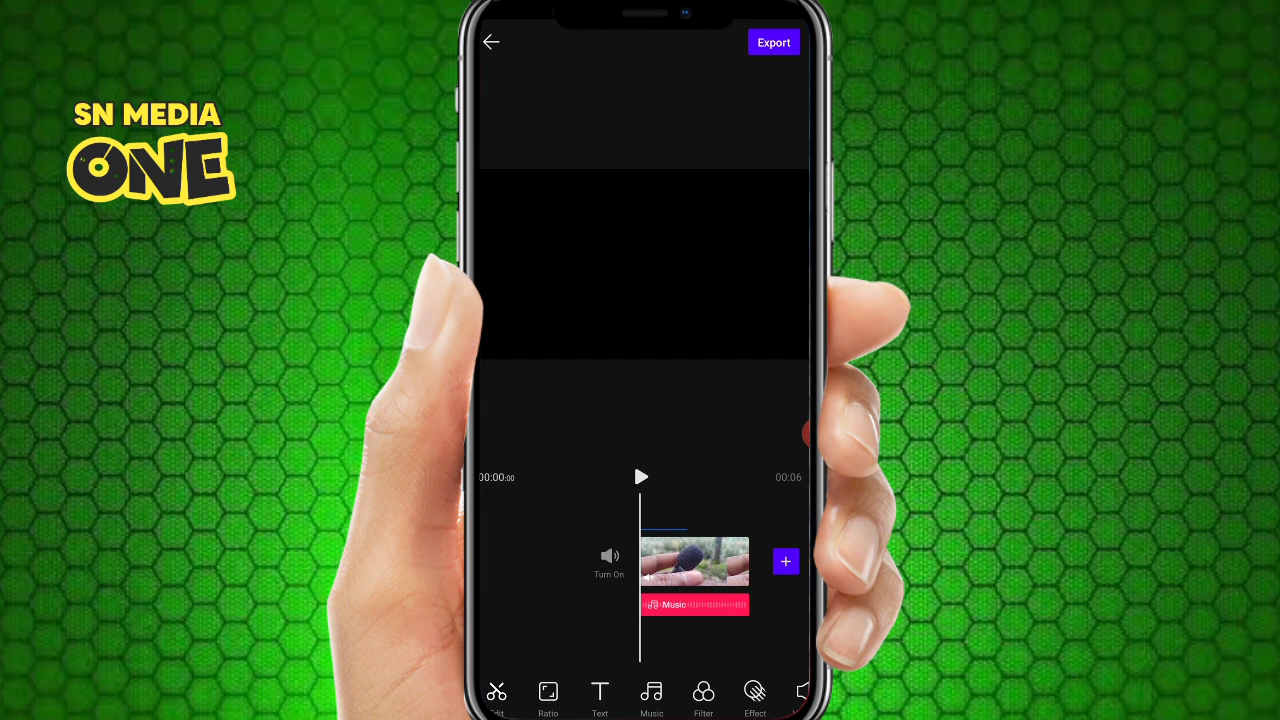 SN MEDIA
ONE
Export
00:00:00
00:06
Turn On
Music
Ratio
Text
Music
Filter
Effect